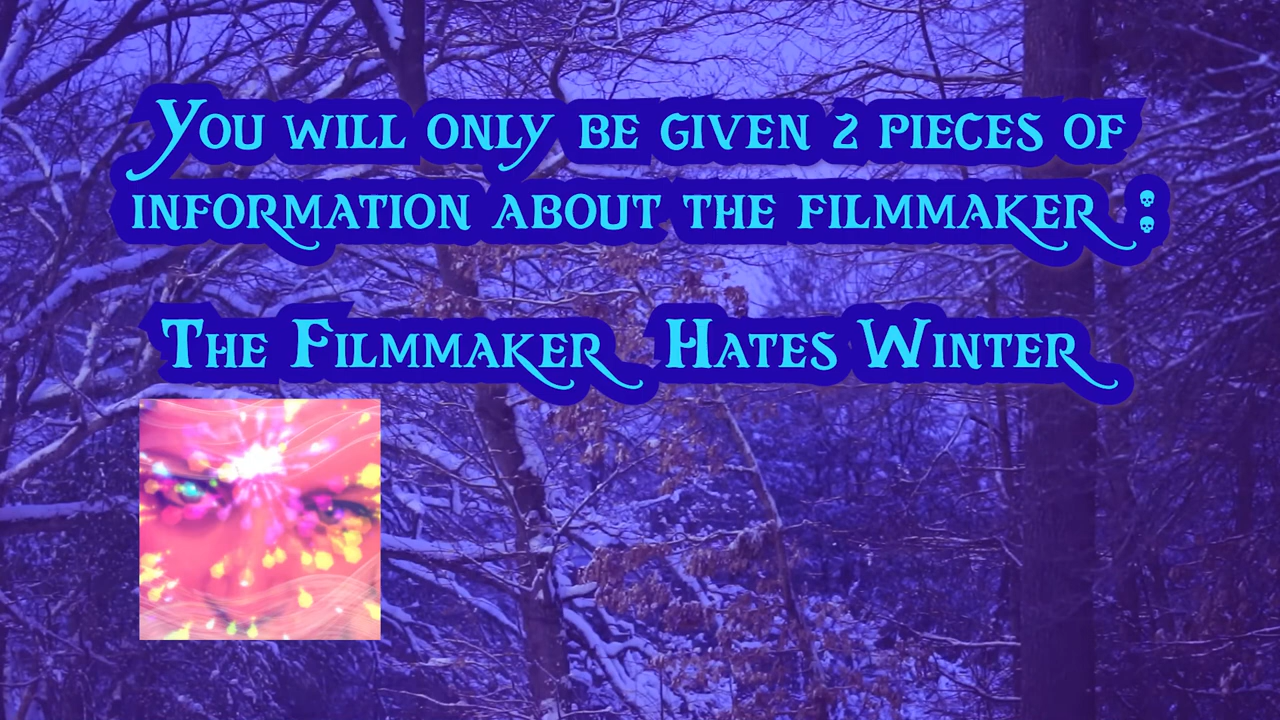 You will only be given 2 pieces of
information about the filmmaker :
The Filmmaker Hates Winter